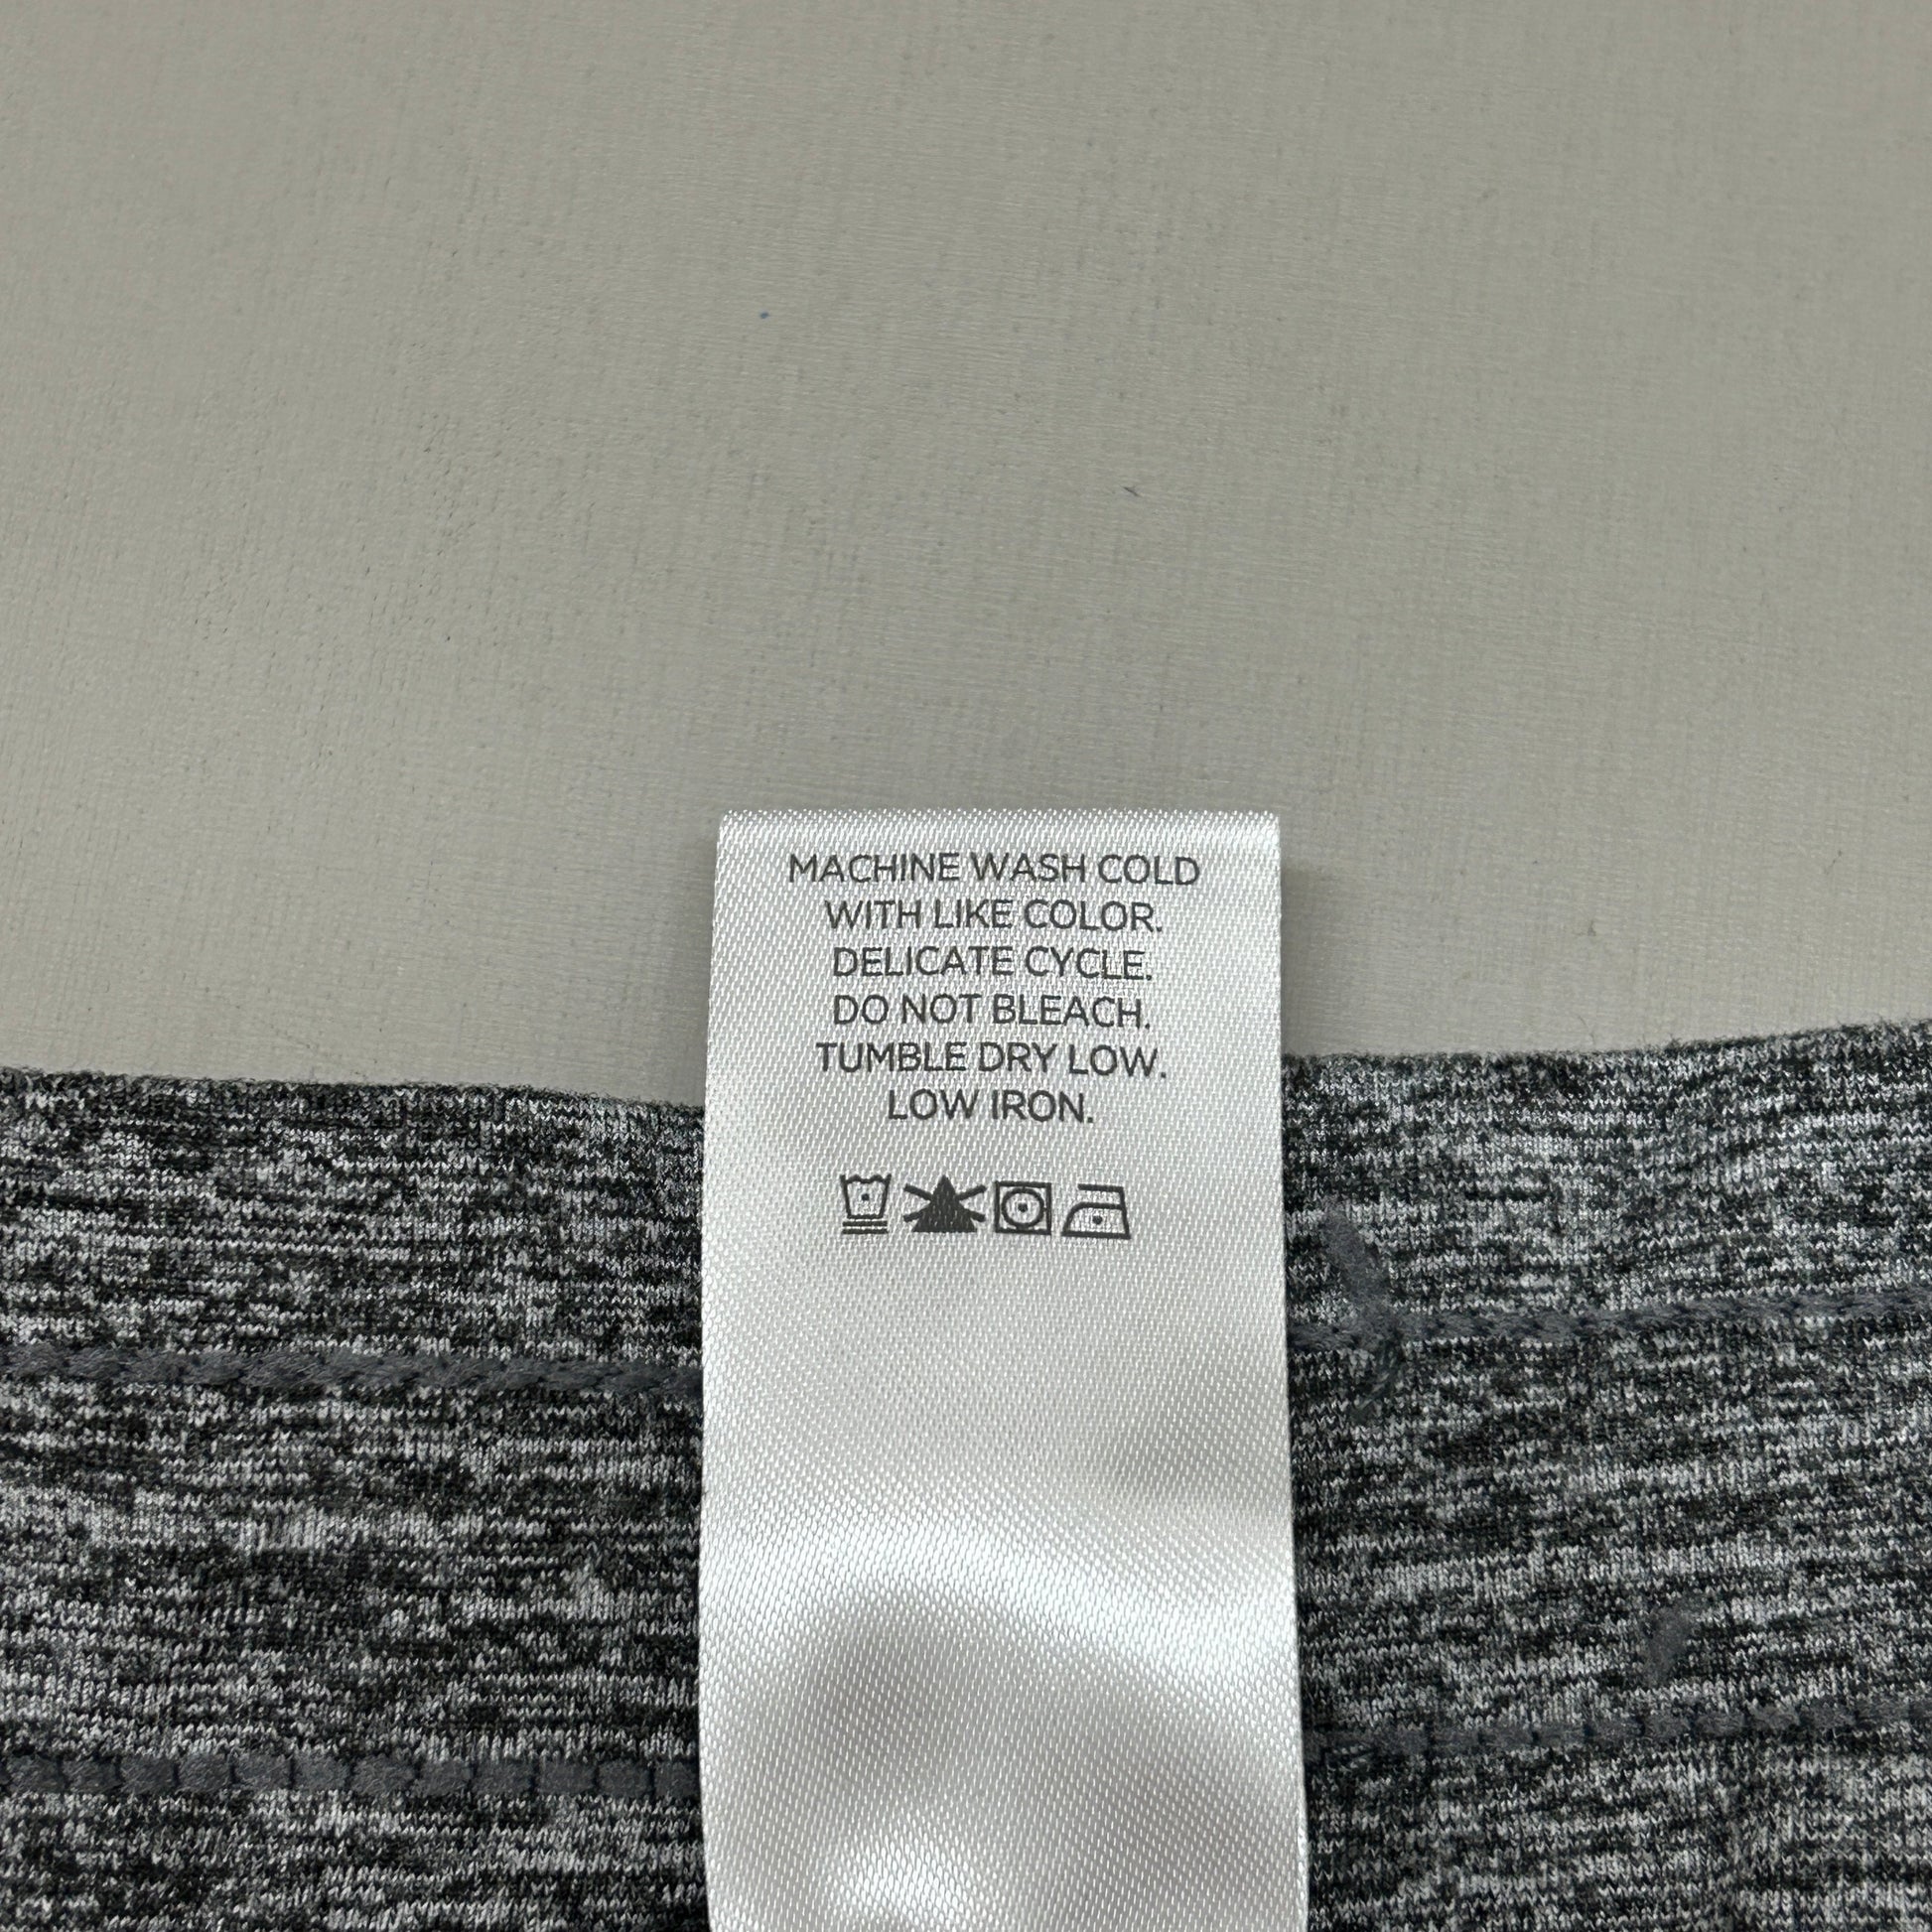 MACHINE WASH COLD
WITH LIKE COLOR.
DELICATE CYCLE.
DO NOT BLEACH.
TUMBLE DRY LOW.
LOW IRON.